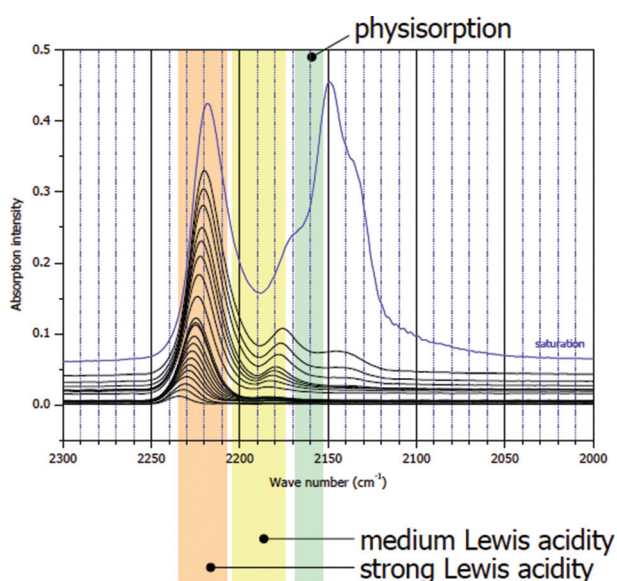 physisorption
0.5
0.4
0.3
0.2
0.1
0.0
Absorption intensity
saturation
2300 2250 2200 2150 2100 2050 2000
Wave number (cm⁻¹)
medium Lewis acidity
strong Lewis acidity